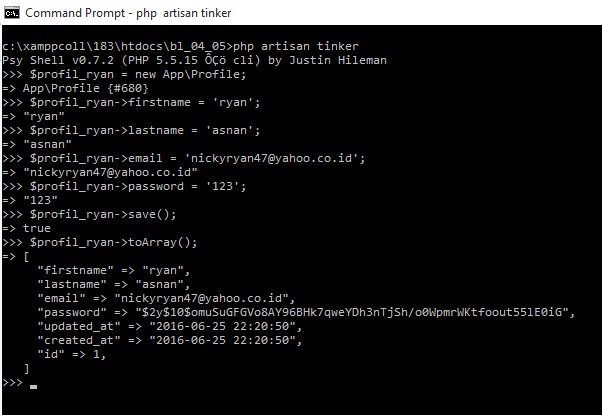 Command Prompt - php  artisan tinker
c:\xamppcoll\183\htdocs\bl_04_05>php artisan tinker
Psy Shell v0.7.2 (PHP 5.5.15 ÔÇö cli) by Justin Hileman
>>> $profil_ryan = new App\Profile;
=> App\Profile {#680}
>>> $profil_ryan->firstname = 'ryan';
=> "ryan"
>>> $profil_ryan->lastname = 'asnan';
=> "asnan"
>>> $profil_ryan->email = 'nickyryan47@yahoo.co.id';
=> "nickyryan47@yahoo.co.id"
>>> $profil_ryan->password = '123';
=> "123"
>>> $profil_ryan->save();
=> true
>>> $profil_ryan->toArray();
=> [
     "firstname" => "ryan",
     "lastname" => "asnan",
     "email" => "nickyryan47@yahoo.co.id",
     "password" => "$2y$10$omuSuGFGVo8AY96BHk7qweYDh3nTjSh/o0WpmrWKtfoout55lE0iG",
     "updated_at" => "2016-06-25 22:20:50",
     "created_at" => "2016-06-25 22:20:50",
     "id" => 1,
   ]
>>> _